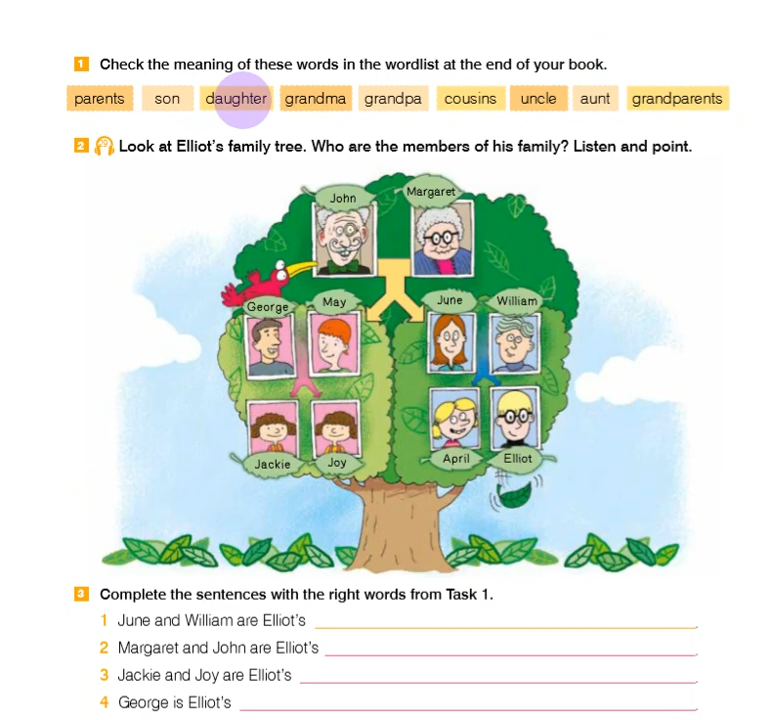 1 Check the meaning of these words in the wordlist at the end of your book.
parents son daughter grandma grandpa cousins uncle aunt grandparents
2 Look at Elliot's family tree. Who are the members of his family? Listen and point.
John Margaret
George May June William
Jackie Joy April Elliot
3 Complete the sentences with the right words from Task 1.
1 June and William are Elliot's ______.
2 Margaret and John are Elliot's ______.
3 Jackie and Joy are Elliot's ______.
4 George is Elliot's ______.